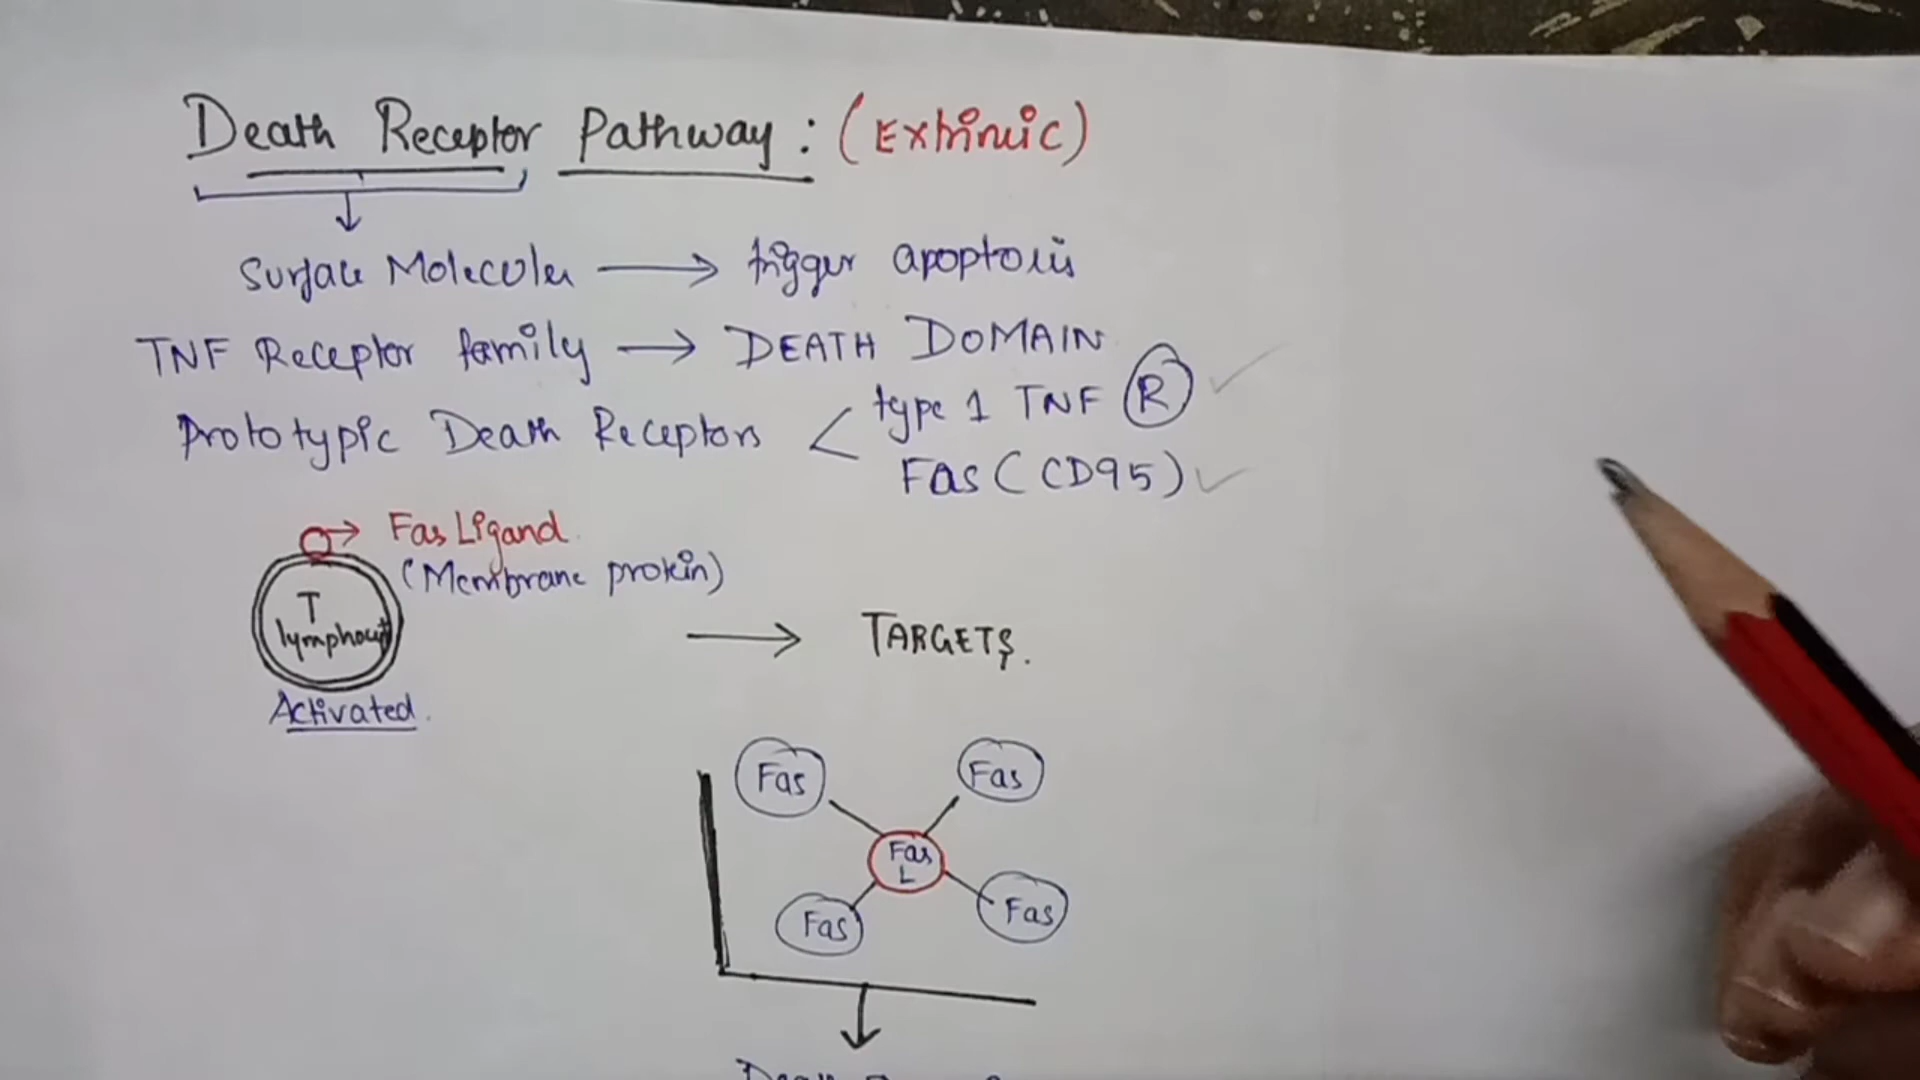 Death Receptor Pathway: (Extrinsic)
Surface Molecules → trigger apoptosis
TNF Receptor family → DEATH DOMAIN
Prototypic Death Receptors < type 1 TNF R
Fas (CD95)
→ Fas Ligand
(Membrane protein)
T
lymphocyte
Activated.
→ TARGETS.
Fas
Fas
Fas
L
Fas
Fas